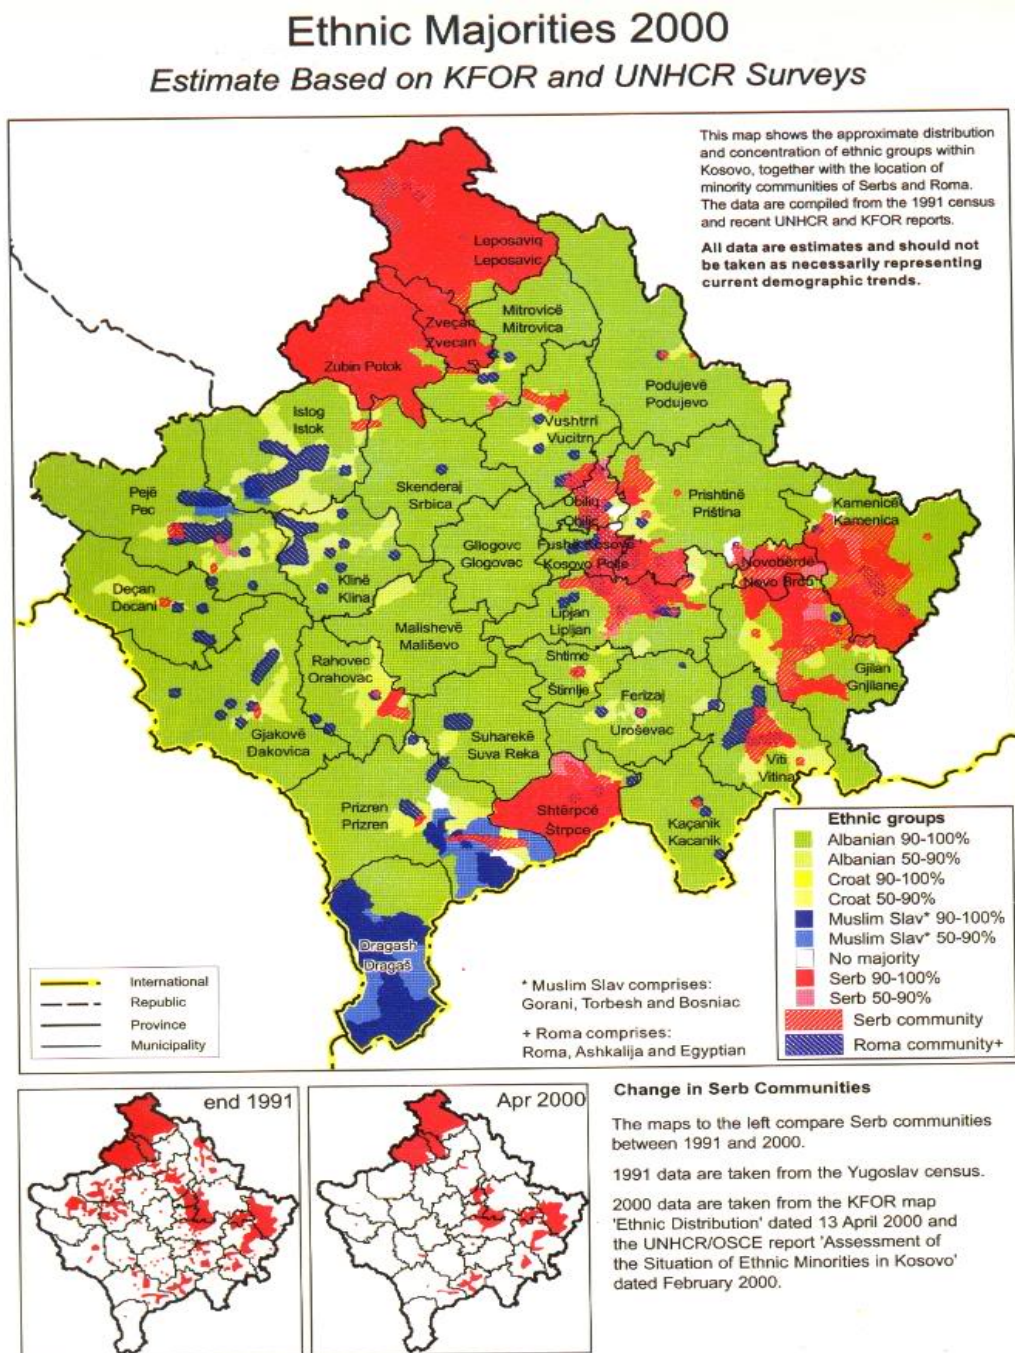 Ethnic Majorities 2000
Estimate Based on KFOR and UNHCR Surveys
This map shows the approximate distribution
and concentration of ethnic groups within
Kosovo, together with the location of
minority communities of Serbs and Roma.
The data are compiled from the 1991 census
and recent UNHCR and KFOR reports.
All data are estimates and should not
be taken as necessarily representing
current demographic trends.
Leposaviq
Leposavic
Mitrovicë
Mitrovica
Zveçan
Zvecan
Zubin Potok
Podujevë
Podujevo
Istog
Istok
Vushtrri
Vucitrn
Pejë
Pec
Skenderaj
Srbica
Obiliq
Obilic
Prishtinë
Priština
Kamenicë
Kamenica
Gllogovc
Glogovac
Fushë Kosovë
Kosovo Polje
Novobërdë
Novo Brdo
Deçan
Decani
Klinë
Klina
Malishevë
Mališevo
Lipjan
Lipljan
Rahovec
Orahovac
Shtime
Štimlje
Ferizaj
Uroševac
Gjilan
Gnjilane
Gjakovë
Dakovica
Suharekë
Suva Reka
Viti
Vitina
Prizren
Prizren
Shtërpcë
Štrpce
Kaçanik
Kacanik
Dragash
Dragaš
Ethnic groups
Albanian 90-100%
Albanian 50-90%
Croat 90-100%
Croat 50-90%
Muslim Slav* 90-100%
Muslim Slav* 50-90%
No majority
Serb 90-100%
Serb 50-90%
Serb community
Roma community+
International
Republic
Province
Municipality
* Muslim Slav comprises:
Gorani, Torbesh and Bosniac
+ Roma comprises:
Roma, Ashkalija and Egyptian
end 1991
Apr 2000
Change in Serb Communities
The maps to the left compare Serb communities
between 1991 and 2000.
1991 data are taken from the Yugoslav census.
2000 data are taken from the KFOR map
'Ethnic Distribution' dated 13 April 2000 and
the UNHCR/OSCE report 'Assessment of
the Situation of Ethnic Minorities in Kosovo'
dated February 2000.